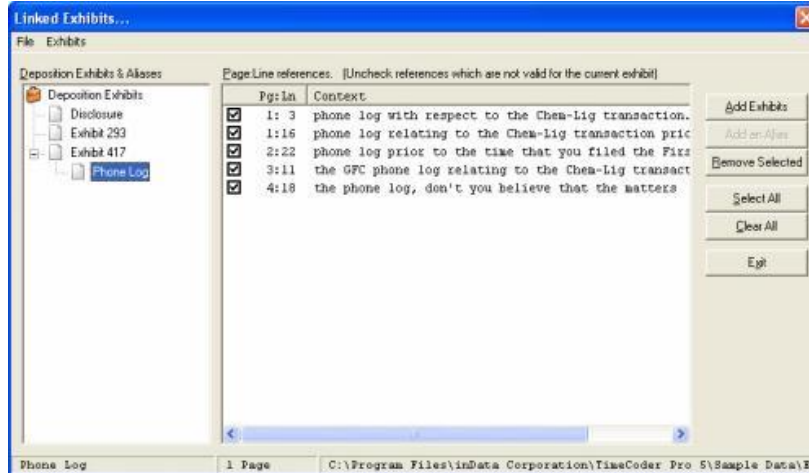 Linked Exhibits...
File Exhibits
Deposition Exhibits & Aliases
Page:Line references. (Uncheck references which are not valid for the current exhibit)
Deposition Exhibits
Disclosure
Exhibit 293
Exhibit 417
Phone Log
Pg:Ln Context
1: 3 phone log with respect to the Chem-Lig transaction.
1:16 phone log relating to the Chem-Lig transaction pric
2:22 phone log prior to the time that you filed the Firs
3:11 the GFC phone log relating to the Chem-Lig transact
4:18 the phone log, don't you believe that the matters
Add Exhibits
Add an Alias
Remove Selected
Select All
Clear All
Exit
Phone Log
1 Page
C:\Program Files\inData Corporation\TimeCoder Pro 5\Sample Data\